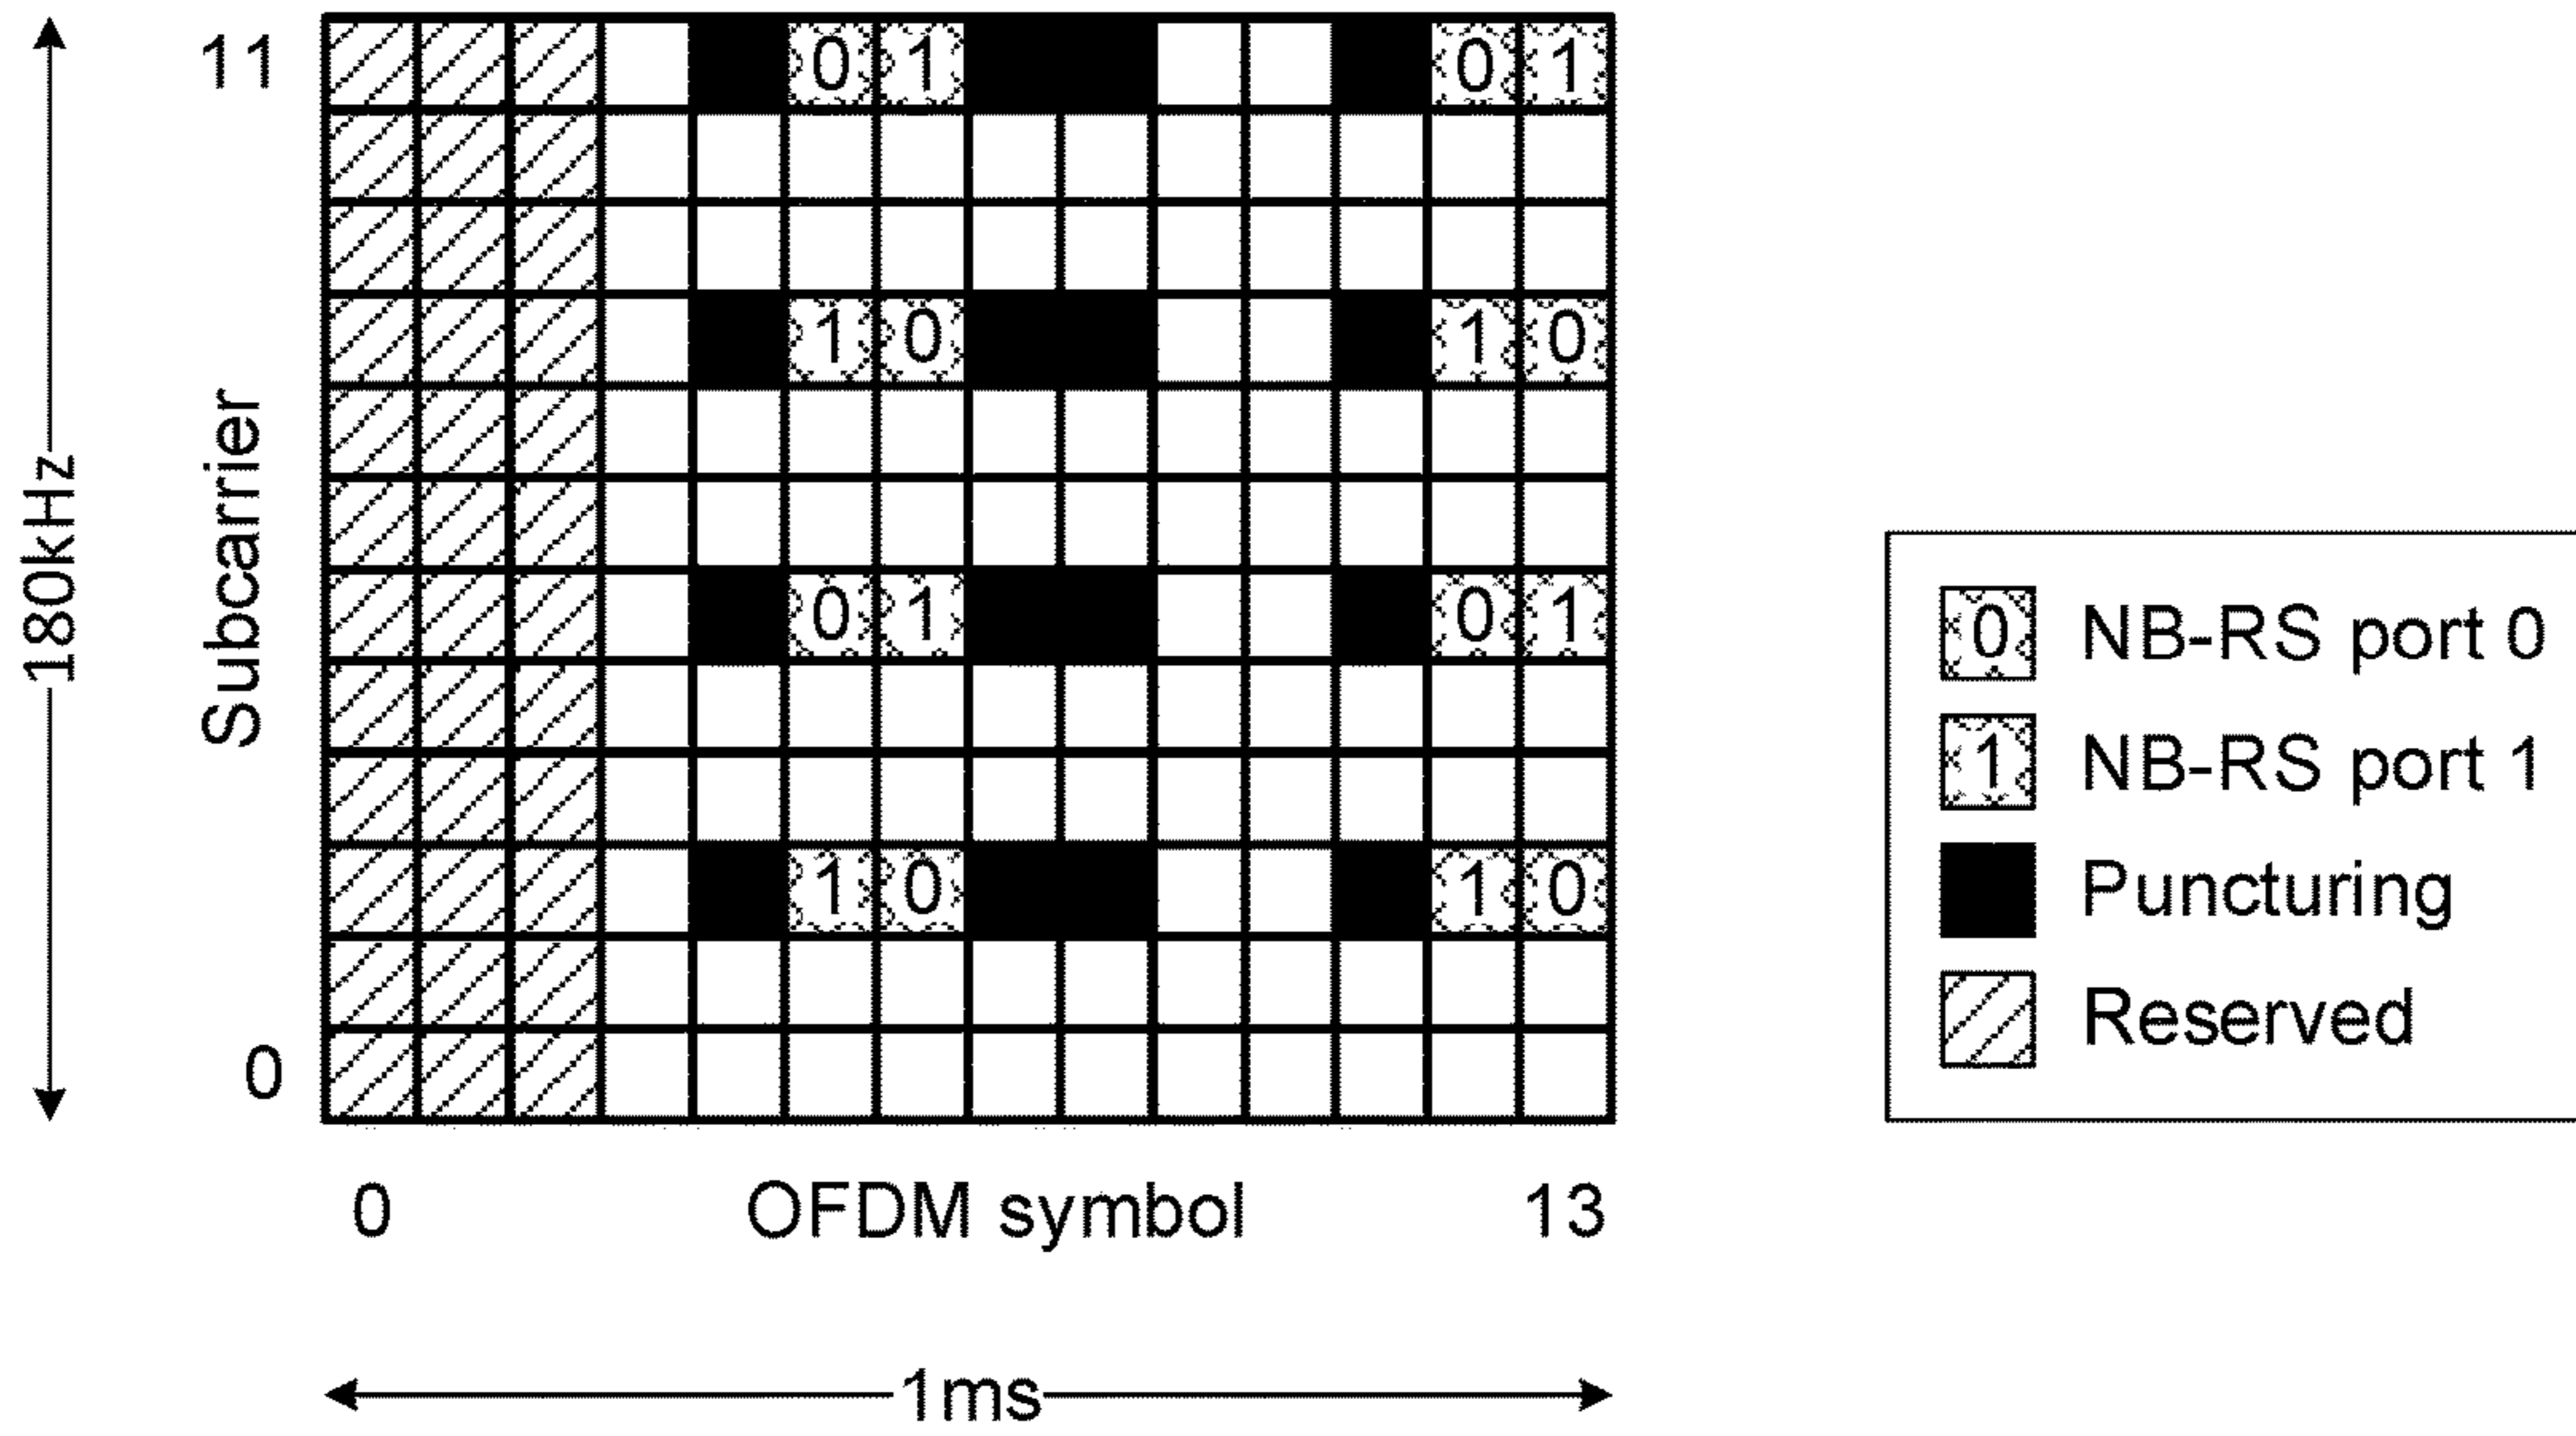 180kHz
Subcarrier
11
0
0 1 0 1
1 0 1 0
0 1 0 1
1 0 1 0
0 OFDM symbol 13
1ms
0 NB-RS port 0
1 NB-RS port 1
Puncturing
Reserved